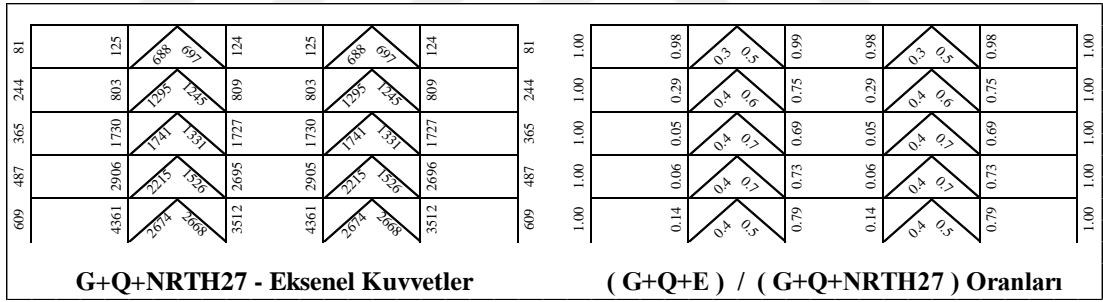 81 125 688 697 124 125 688 697 124 81 1.00 0.98 0.3 0.5 0.99 0.98 0.3 0.5 0.98 1.00
244 803 1295 1245 809 803 1295 1245 809 244 1.00 0.29 0.4 0.6 0.75 0.29 0.4 0.6 0.75 1.00
365 1730 1741 1331 1727 1730 1741 1331 1727 365 1.00 0.05 0.4 0.7 0.69 0.05 0.4 0.7 0.69 1.00
487 2906 2215 1526 2695 2905 2215 1526 2696 487 1.00 0.06 0.4 0.7 0.73 0.06 0.4 0.7 0.73 1.00
609 4361 2674 2668 3512 4361 2674 2668 3512 609 1.00 0.14 0.4 0.5 0.79 0.14 0.4 0.5 0.79 1.00
G+Q+NRTH27 - Eksenel Kuvvetler
( G+Q+E ) / ( G+Q+NRTH27 ) Oranları